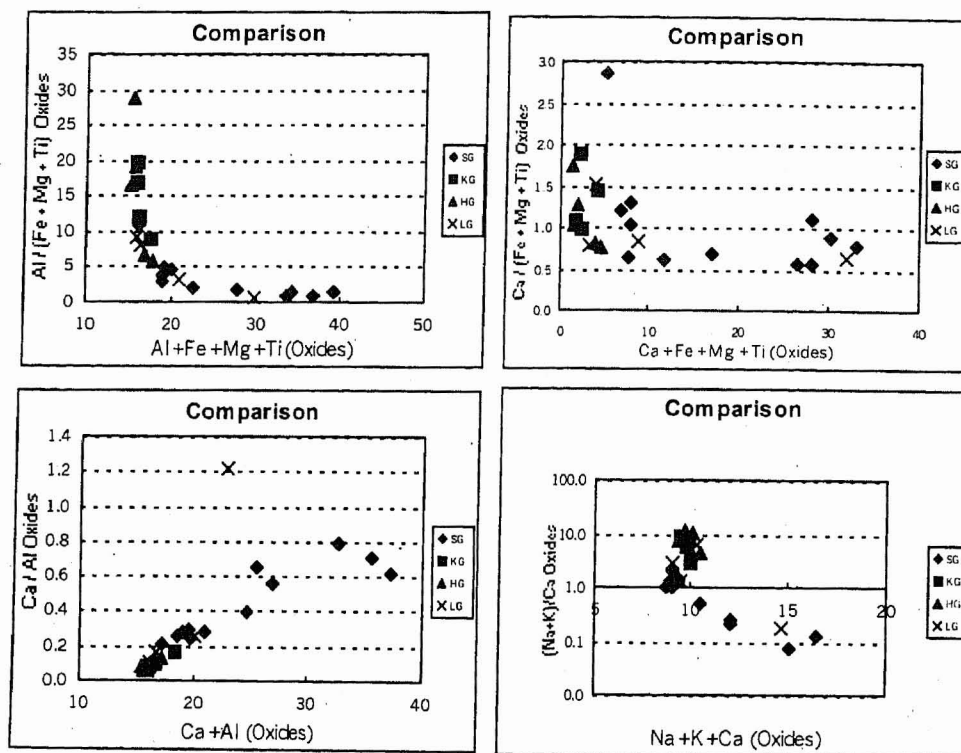 Comparison
35
30
25
20
15
10
5
0
10 20 30 40 50
Al / (Fe + Mg + Ti) Oxides
Al+Fe+Mg+Ti (Oxides)
SG
KG
HG
LG
Comparison
3.0
2.5
2.0
1.5
1.0
0.5
0.0
0 10 20 30 40
Ca / (Fe + Mg + Ti) Oxides
Ca+Fe+Mg+Ti (Oxides)
SG
KG
HG
LG
Comparison
1.4
1.2
1.0
0.8
0.6
0.4
0.2
0.0
10 20 30 40
Ca / Al Oxides
Ca+Al (Oxides)
SG
KG
HG
LG
Comparison
100.0
10.0
1.0
0.1
0.0
5 10 15 20
(Na+K)/Ca Oxides
Na+K+Ca (Oxides)
SG
KG
HG
LG